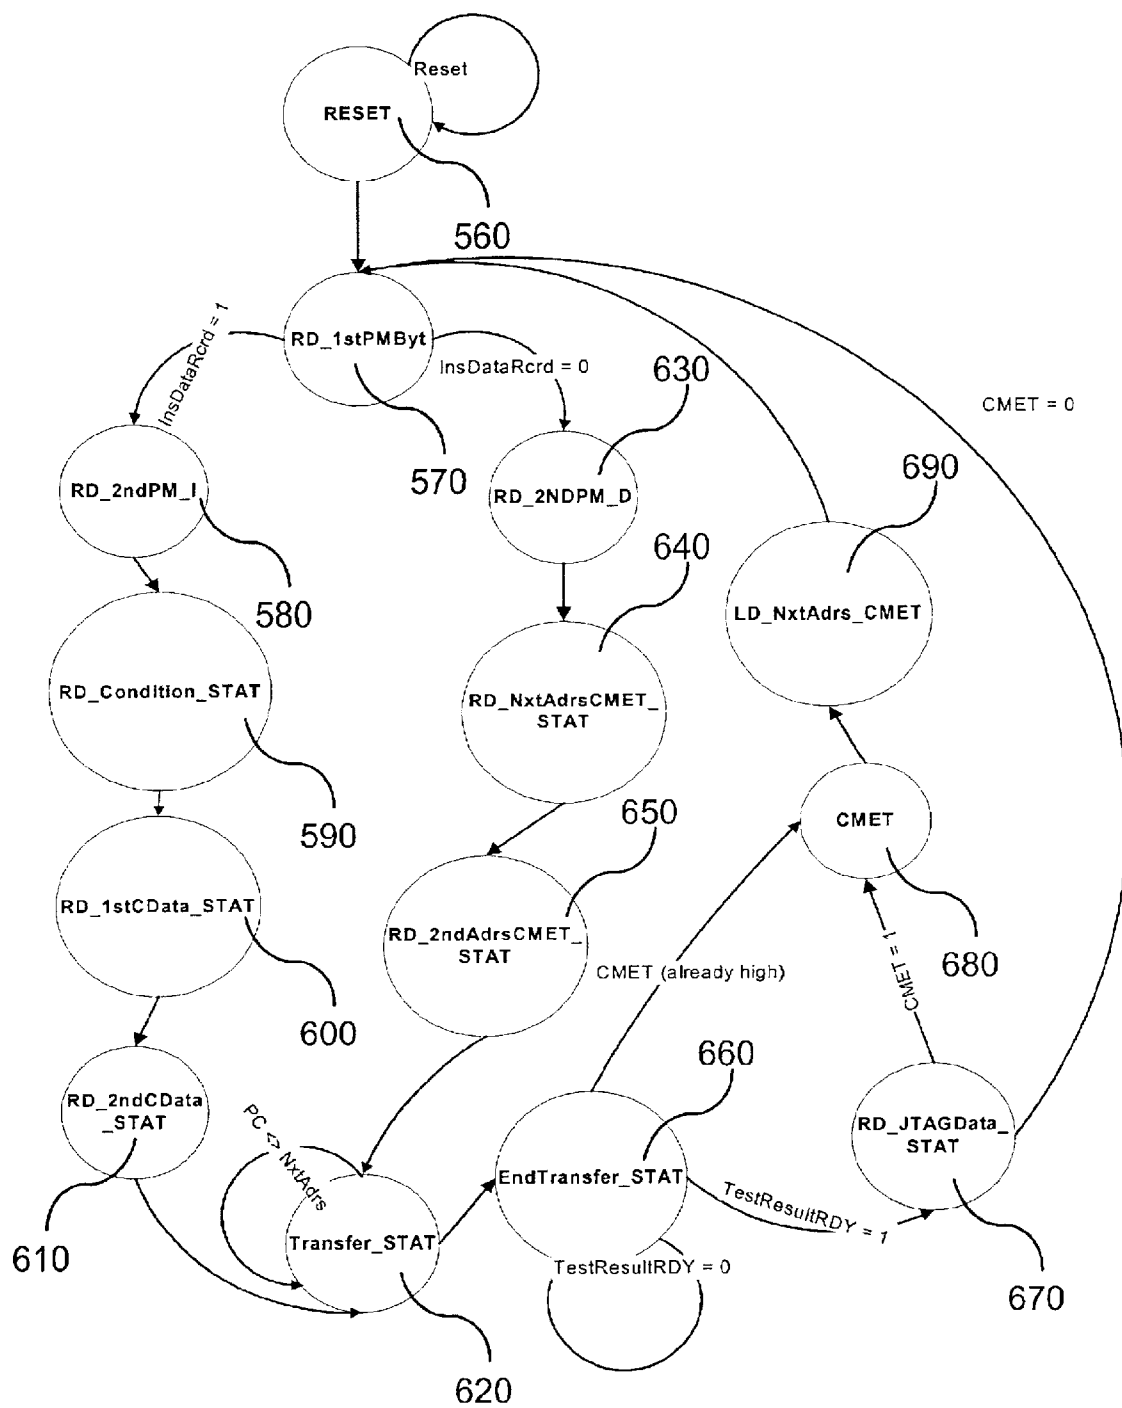 Reset
RESET
560
RD_1stPMByt
InsDataRcrd = 1
InsDataRcrd = 0
630
CMET = 0
570
690
RD_2ndPM_I
RD_2NDPM_D
580
640
LD_NxtAdrs_CMET
RD_Condition_STAT
RD_NxtAdrsCMET_
STAT
590
650
CMET
RD_1stCData_STAT
RD_2ndAdrsCMET_
STAT
CMET (already high)
CMET = 1
680
600
660
RD_2ndCData
_STAT
PC <> NxtAdrs
RD_JTAGData_
STAT
EndTransfer_STAT
TestResultRDY = 1
610
Transfer_STAT
TestResultRDY = 0
670
620